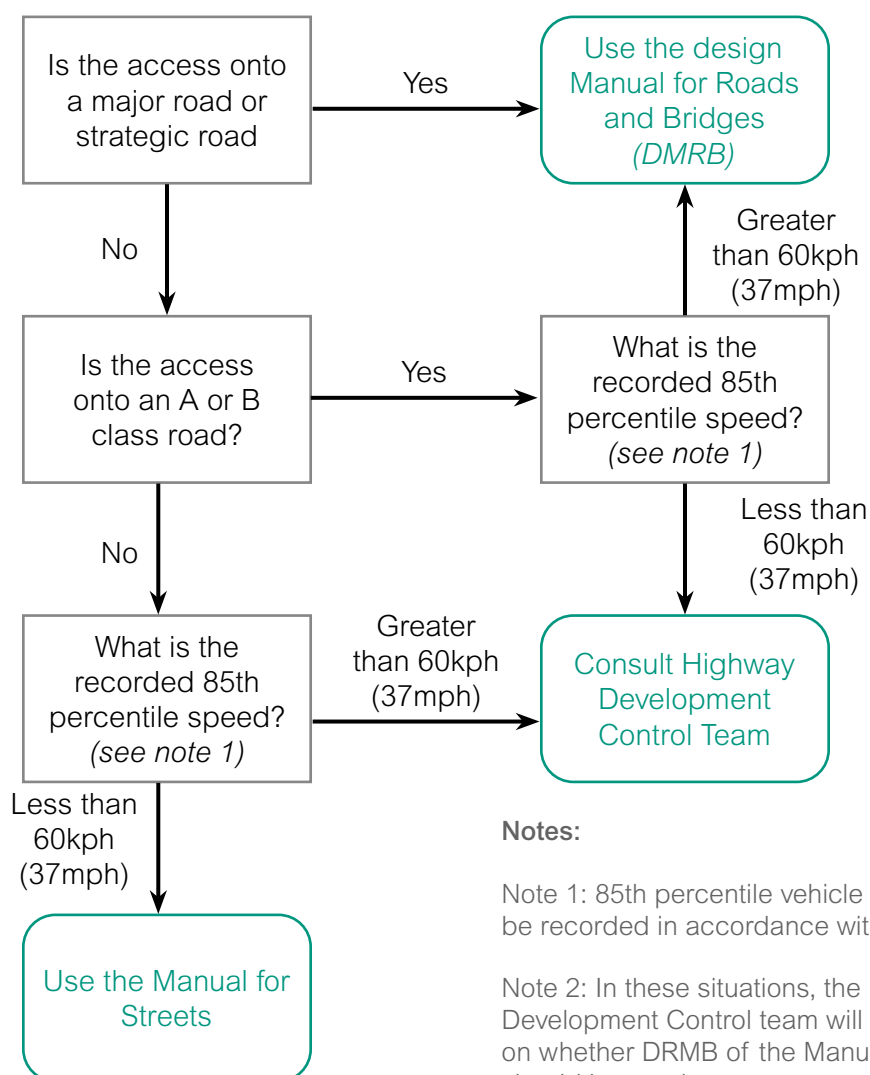 Is the access onto
a major road or
strategic road
Yes
Use the design
Manual for Roads
and Bridges
(DMRB)
No
Greater
than 60kph
(37mph)
Is the access
onto an A or B
class road?
Yes
What is the
recorded 85th
percentile speed?
(see note 1)
No
Less than
60kph
(37mph)
What is the
recorded 85th
percentile speed?
(see note 1)
Greater
than 60kph
(37mph)
Consult Highway
Development
Control Team
Less than
60kph
(37mph)
Use the Manual for
Streets
Notes:
Note 1: 85th percentile vehicle
be recorded in accordance wit
Note 2: In these situations, the
Development Control team will
on whether DRMB of the Manu